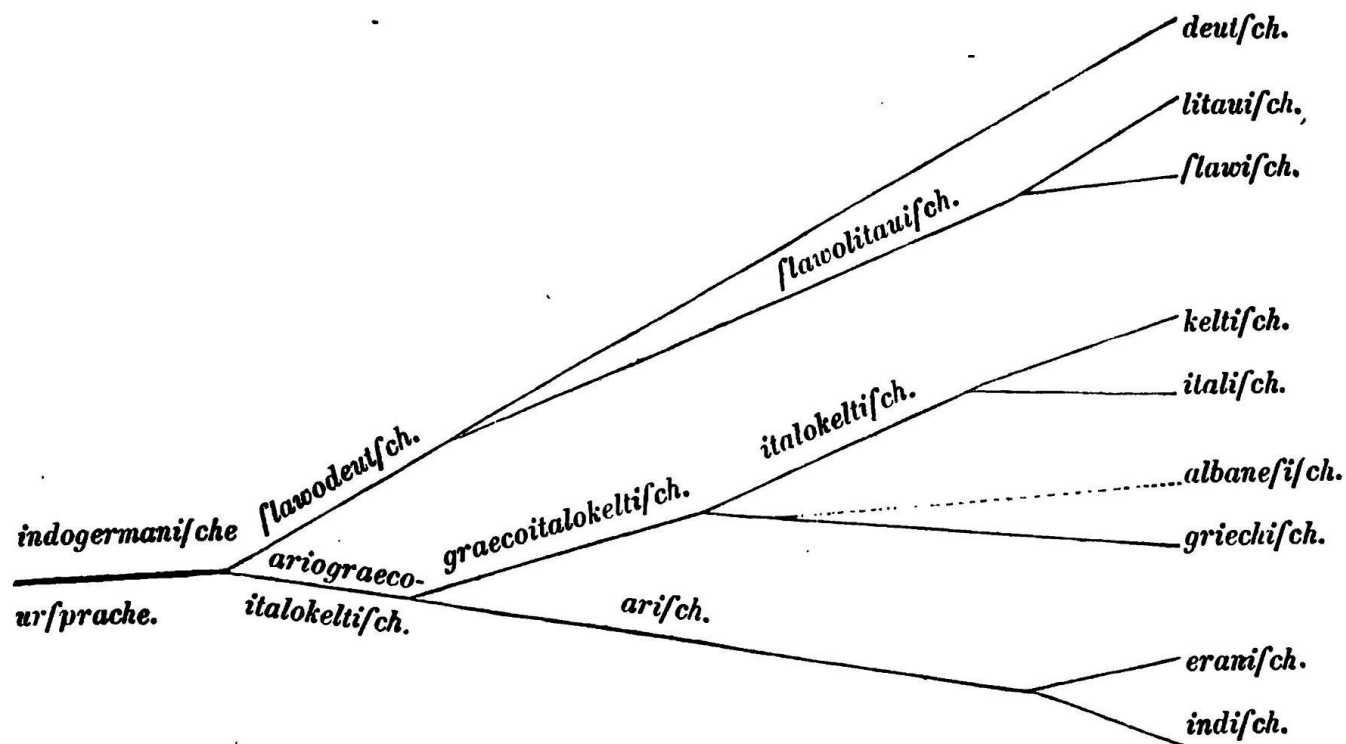 deutſch.
litauiſch.
ſlawiſch.
ſlawolitauiſch.
keltiſch.
italiſch.
italokeltiſch.
ſlawodeutſch.
albaneſiſch.
graecoitalokeltiſch.
indogermaniſche
griechiſch.
ariograeco-
italokeltiſch.
urſprache.
ariſch.
eraniſch.
indiſch.